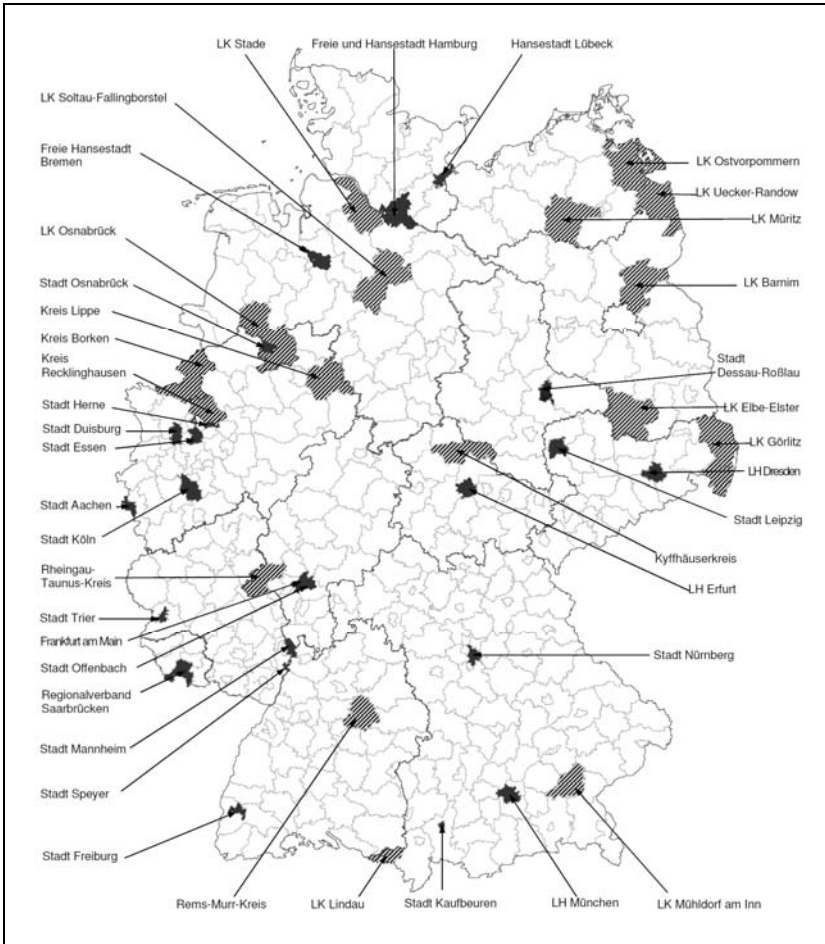 LK Stade
Freie und Hansestadt Hamburg
Hansestadt Lübeck
LK Soltau-Fallingborstel
Freie Hansestadt
Bremen
LK Osnabrück
Stadt Osnabrück
Kreis Lippe
Kreis Borken
Kreis
Recklinghausen
Stadt Herne
Stadt Duisburg
Stadt Essen
Stadt Aachen
Stadt Köln
Rheingau-
Taunus-Kreis
Stadt Trier
Frankfurt am Main
Stadt Offenbach
Regionalverband
Saarbrücken
Stadt Mannheim
Stadt Speyer
Stadt Freiburg
LK Ostvorpommern
LK Uecker-Randow
LK Müritz
LK Barnim
Stadt
Dessau-Roßlau
LK Elbe-Elster
LK Görlitz
LH Dresden
Stadt Leipzig
Kyffhäuserkreis
LH Erfurt
Stadt Nürnberg
Rems-Murr-Kreis
LK Lindau
Stadt Kaufbeuren
LH München
LK Mühldorf am Inn